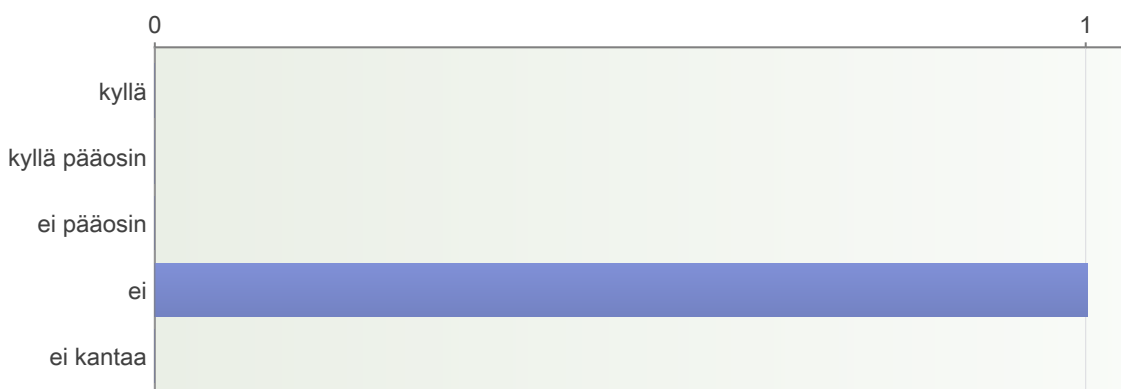 0 1
kyllä
kyllä pääosin
ei pääosin
ei
ei kantaa